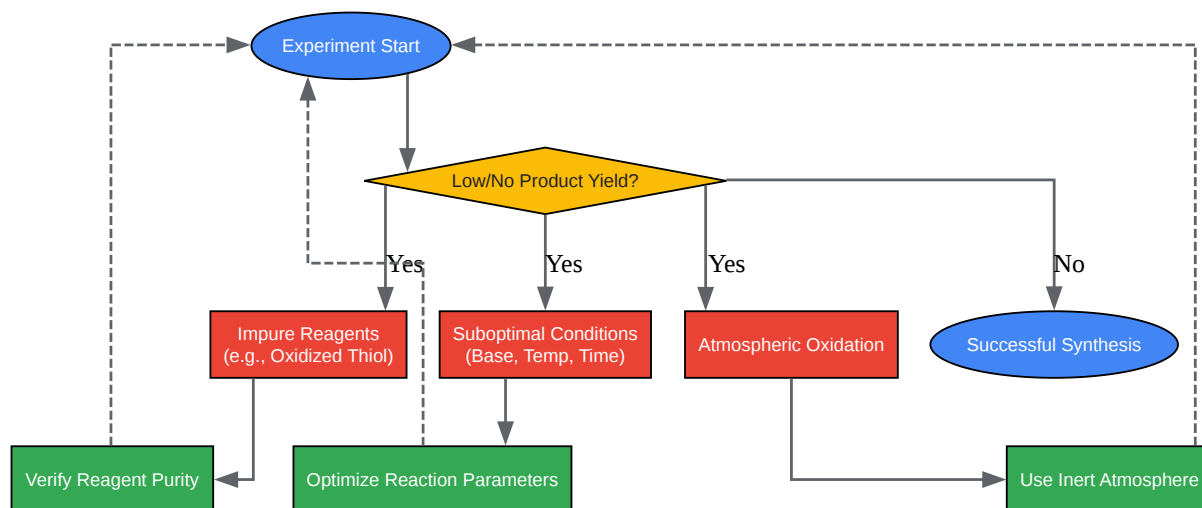 Experiment Start
Low/No Product Yield?
Yes
Yes
Yes
No
Impure Reagents
(e.g., Oxidized Thiol)
Suboptimal Conditions
(Base, Temp, Time)
Atmospheric Oxidation
Successful Synthesis
Verify Reagent Purity
Optimize Reaction Parameters
Use Inert Atmosphere